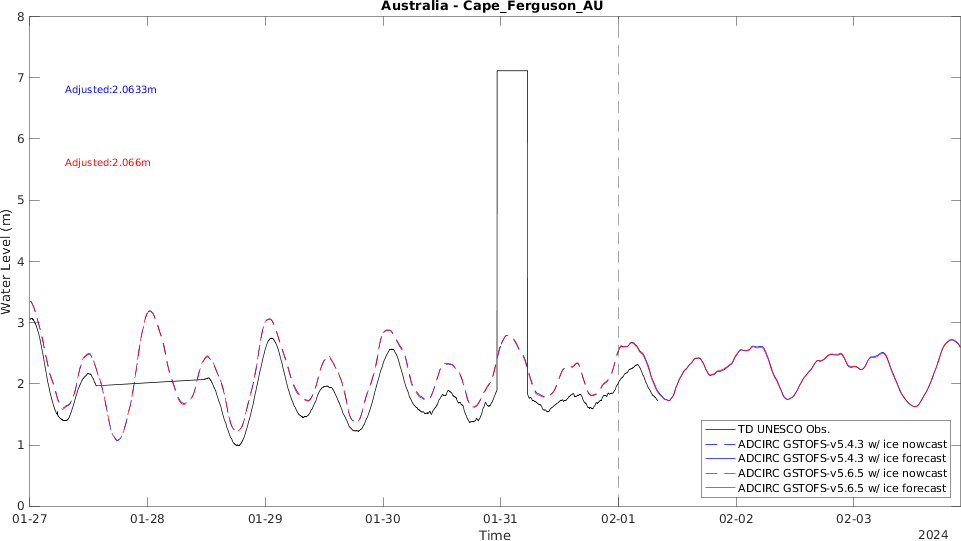 Australia - Cape_Ferguson_AU
8
7
6
5
4
3
2
1
0
Water Level (m)
Adjusted:2.0633m
Adjusted:2.066m
TD UNESCO Obs.
ADCIRC GSTOFS-v5.4.3 w/ ice nowcast
ADCIRC GSTOFS-v5.4.3 w/ ice forecast
ADCIRC GSTOFS-v5.6.5 w/ ice nowcast
ADCIRC GSTOFS-v5.6.5 w/ ice forecast
01-27 01-28 01-29 01-30 01-31 02-01 02-02 02-03
Time
2024